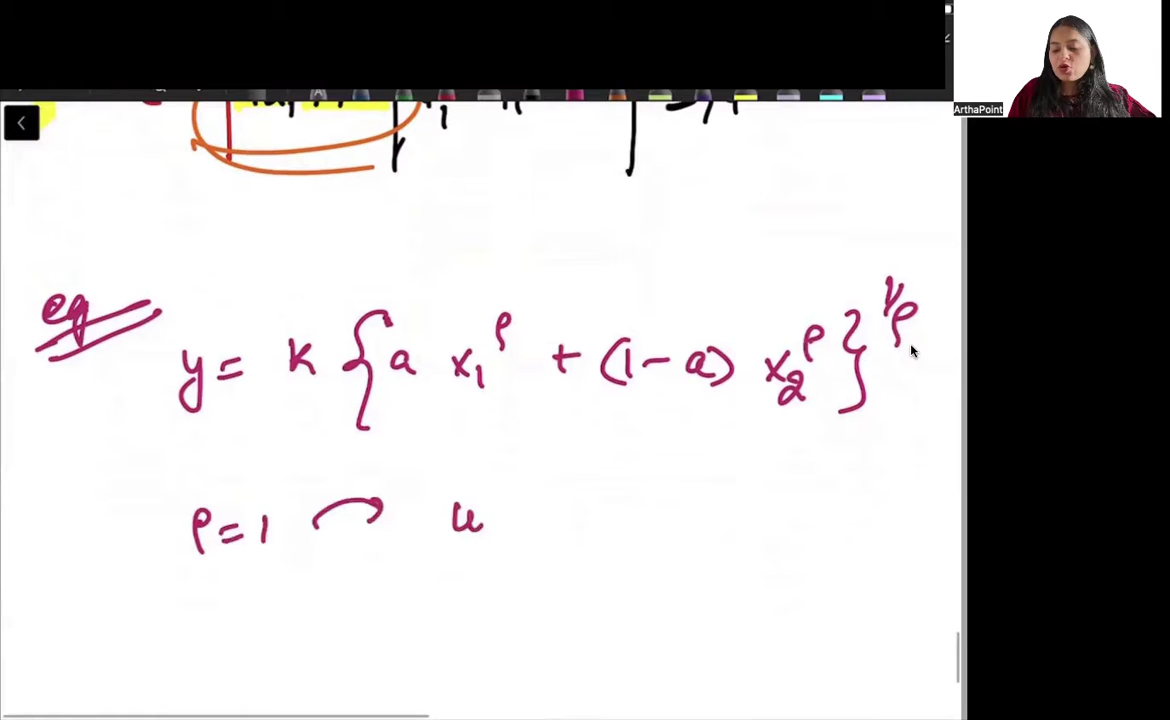 ArthaPoint
eg
y = K { a x₁^ρ + (1 - a) x₂^ρ }^1/ρ
ρ = 1